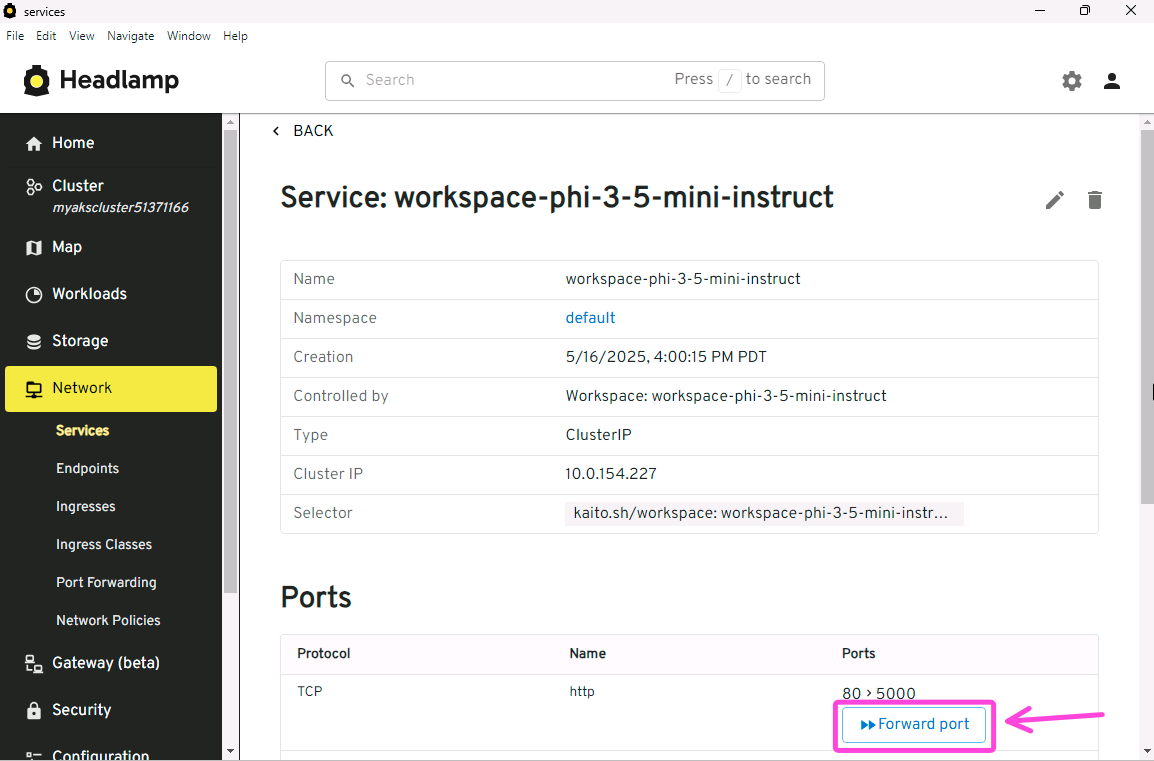 services
File Edit View Navigate Window Help
Headlamp
Search Press / to search
Home
Cluster
myakscluster51371166
Map
Workloads
Storage
Network
Services
Endpoints
Ingresses
Ingress Classes
Port Forwarding
Network Policies
Gateway (beta)
Security
Configuration
BACK
Service: workspace-phi-3-5-mini-instruct
Name workspace-phi-3-5-mini-instruct
Namespace default
Creation 5/16/2025, 4:00:15 PM PDT
Controlled by Workspace: workspace-phi-3-5-mini-instruct
Type ClusterIP
Cluster IP 10.0.154.227
Selector kaito.sh/workspace: workspace-phi-3-5-mini-instr...
Ports
Protocol Name Ports
TCP http 80 > 5000
Forward port